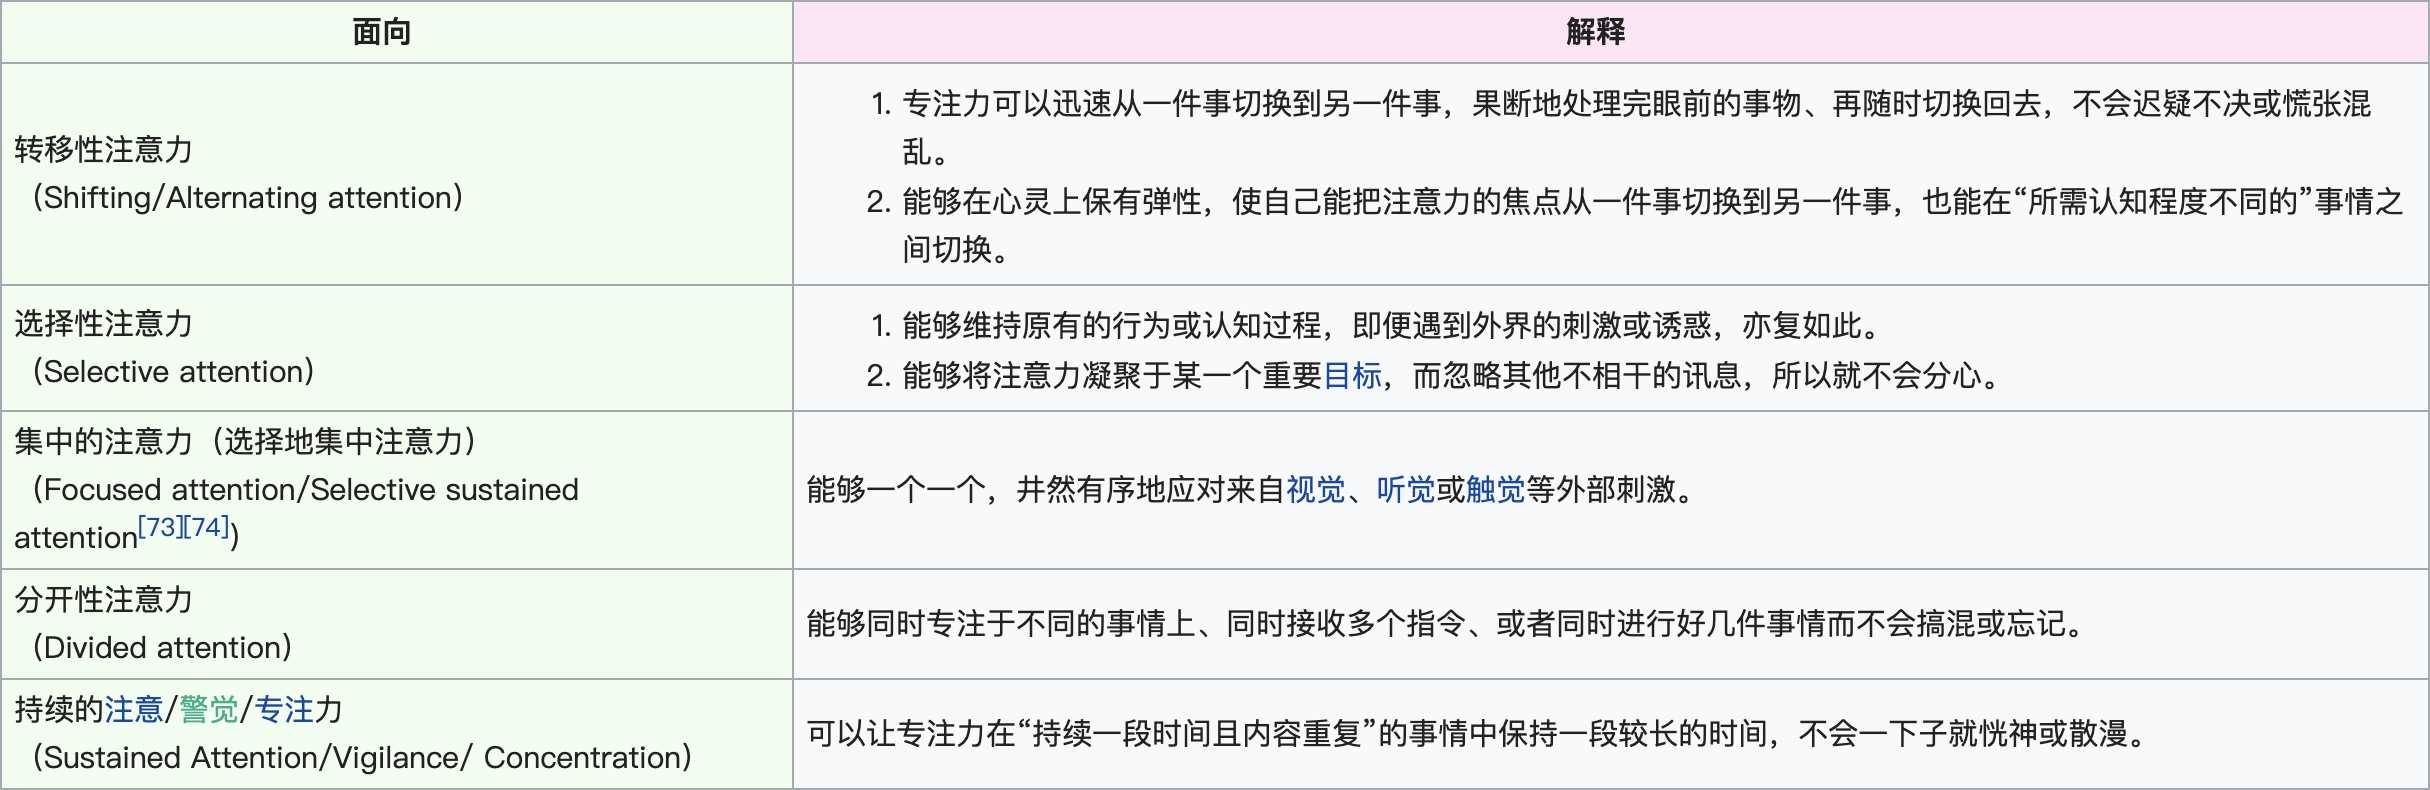 面向
解释
转移性注意力
（Shifting/Alternating attention）
1. 专注力可以迅速从一件事切换到另一件事，果断地处理完眼前的事物、再随时切换回去，不会迟疑不决或慌张混
乱。
2. 能够在心灵上保有弹性，使自己能把注意力的焦点从一件事切换到另一件事，也能在“所需认知程度不同的”事情之
间切换。
选择性注意力
（Selective attention）
1. 能够维持原有的行为或认知过程，即便遇到外界的刺激或诱惑，亦复如此。
2. 能够将注意力凝聚于某一个重要目标，而忽略其他不相干的讯息，所以就不会分心。
集中的注意力（选择地集中注意力）
（Focused attention/Selective sustained
attention[73][74]）
能够一个一个，井然有序地应对来自视觉、听觉或触觉等外部刺激。
分开性注意力
（Divided attention）
能够同时专注于不同的事情上、同时接收多个指令、或者同时进行好几件事情而不会搞混或忘记。
持续的注意/警觉/专注力
（Sustained Attention/Vigilance/ Concentration）
可以让专注力在“持续一段时间且内容重复”的事情中保持一段较长的时间，不会一下子就恍神或散漫。